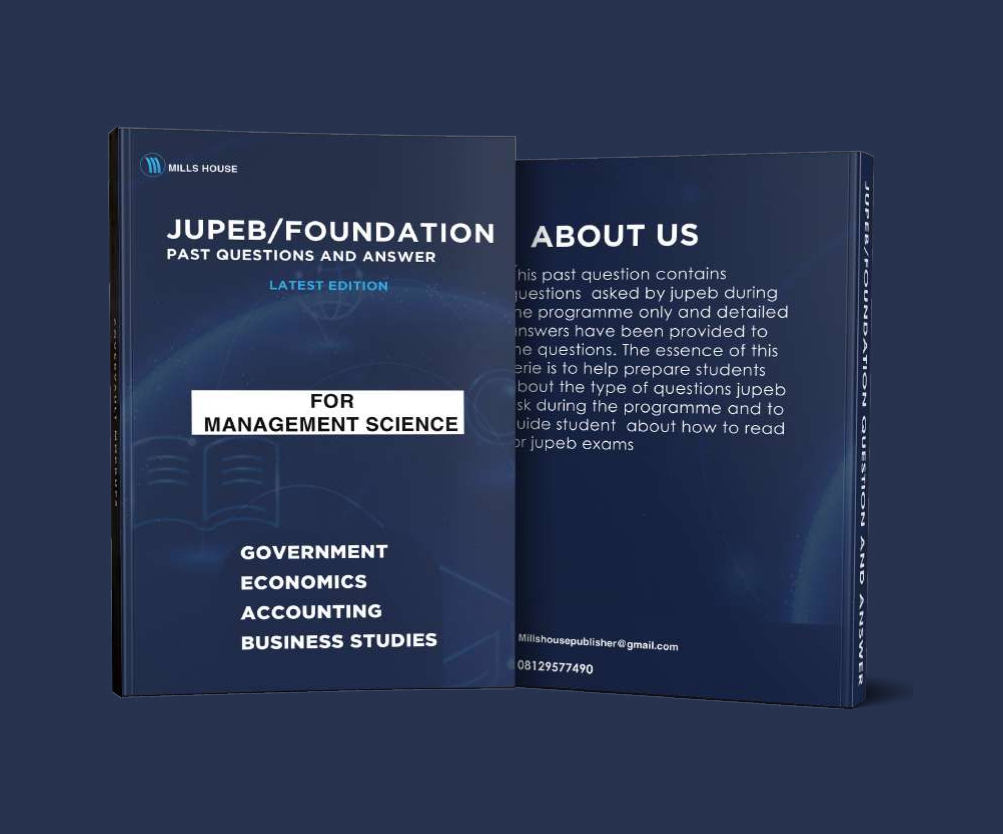 MILLS HOUSE
JUPEB/FOUNDATION
PAST QUESTIONS AND ANSWER
LATEST EDITION
FOR
MANAGEMENT SCIENCE
GOVERNMENT
ECONOMICS
ACCOUNTING
BUSINESS STUDIES
ABOUT US
his past question contains
uestions asked by jupeb during
he programme only and detailed
nswers have been provided to
he questions. The essence of this
erie is to help prepare students
bout the type of questions jupeb
sk during the programme and to
uide student about how to read
or jupeb exams
Millshousepublisher@gmail.com
08129577490
JUPEB/FOUNDATION QUESTION AND ANSWER